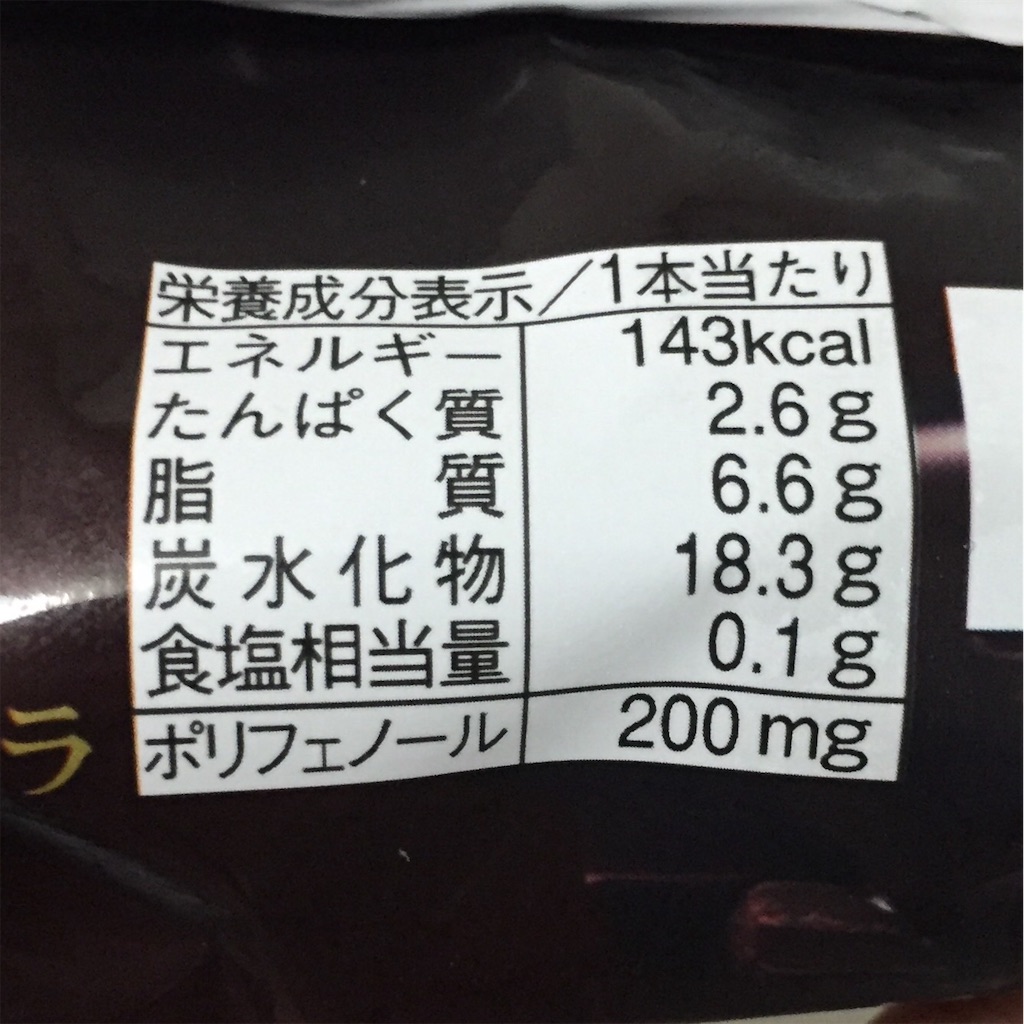 栄養成分表示/1本当たり
エネルギー 143kcal
たんぱく質 2.6g
脂質 6.6g
炭水化物 18.3g
食塩相当量 0.1g
ポリフェノール 200mg
ラ